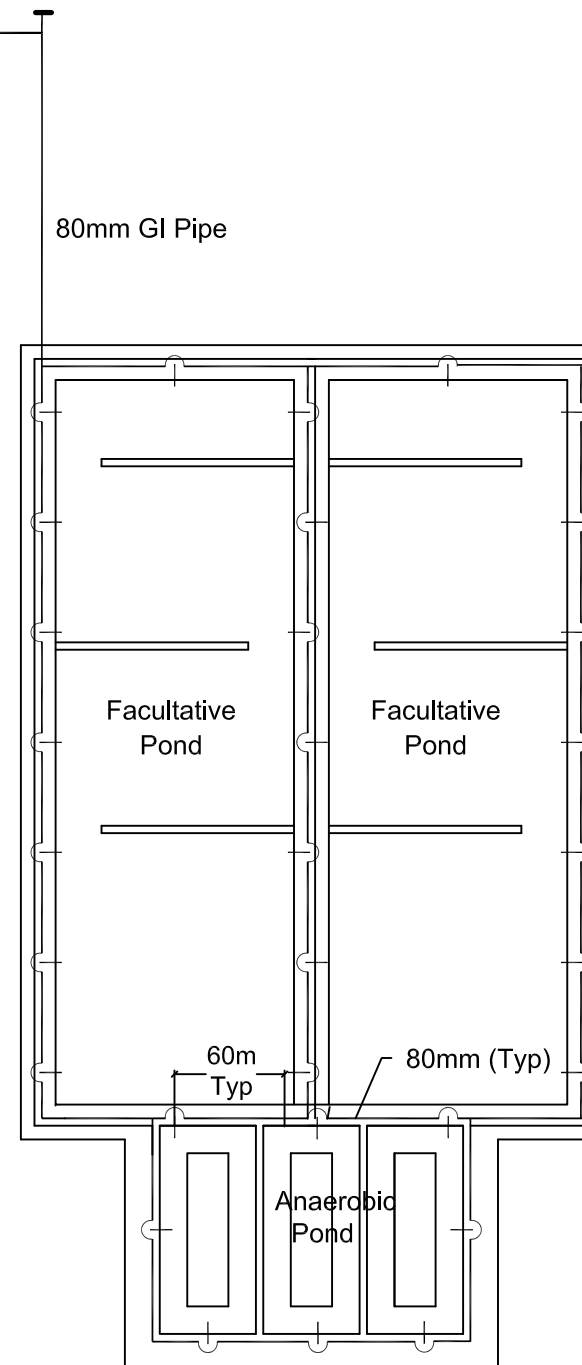 80mm GI Pipe
Facultative
Pond
Facultative
Pond
60m
Typ
80mm (Typ)
Anaerobic
Pond